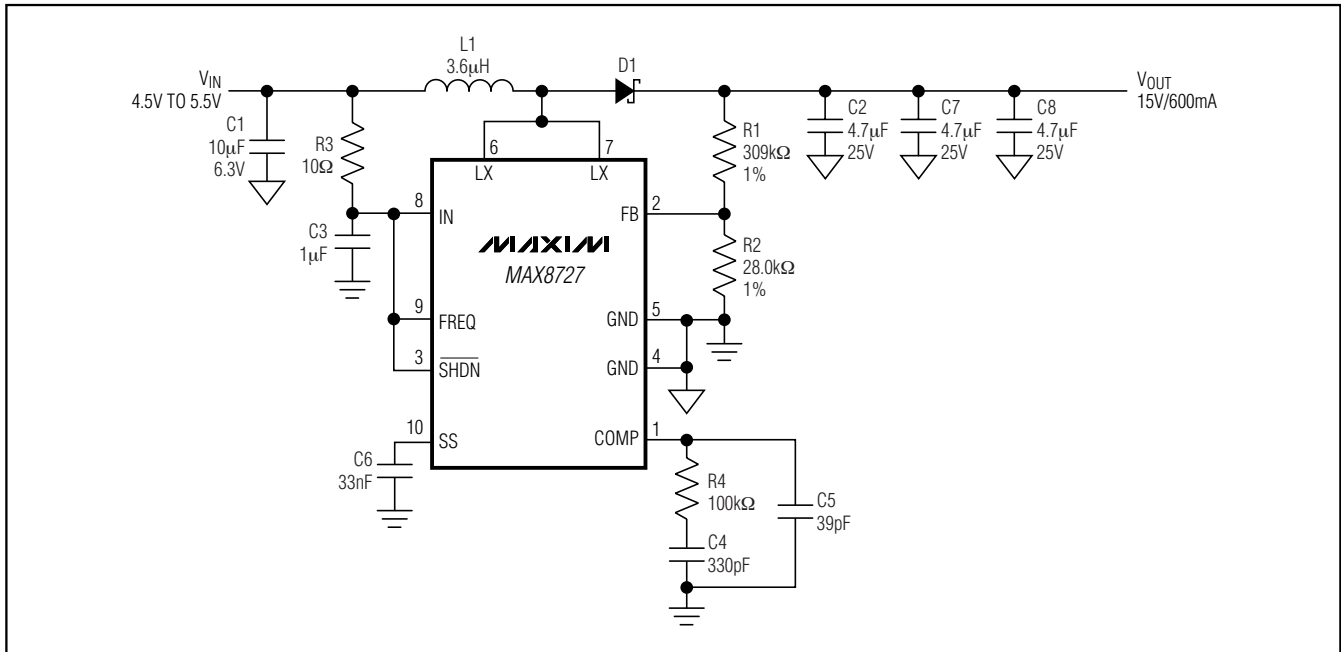 L1
3.6μH
D1
VIN
4.5V TO 5.5V
VOUT
15V/600mA
C1
10μF
6.3V
R3
10Ω
C2
4.7μF
25V
C7
4.7μF
25V
C8
4.7μF
25V
R1
309kΩ
1%
6
7
LX
LX
8
IN
2
FB
C3
1μF
MAXIM
MAX8727
R2
28.0kΩ
1%
9
FREQ
5
GND
3
SHDN
4
GND
10
SS
1
COMP
C6
33nF
R4
100kΩ
C5
39pF
C4
330pF